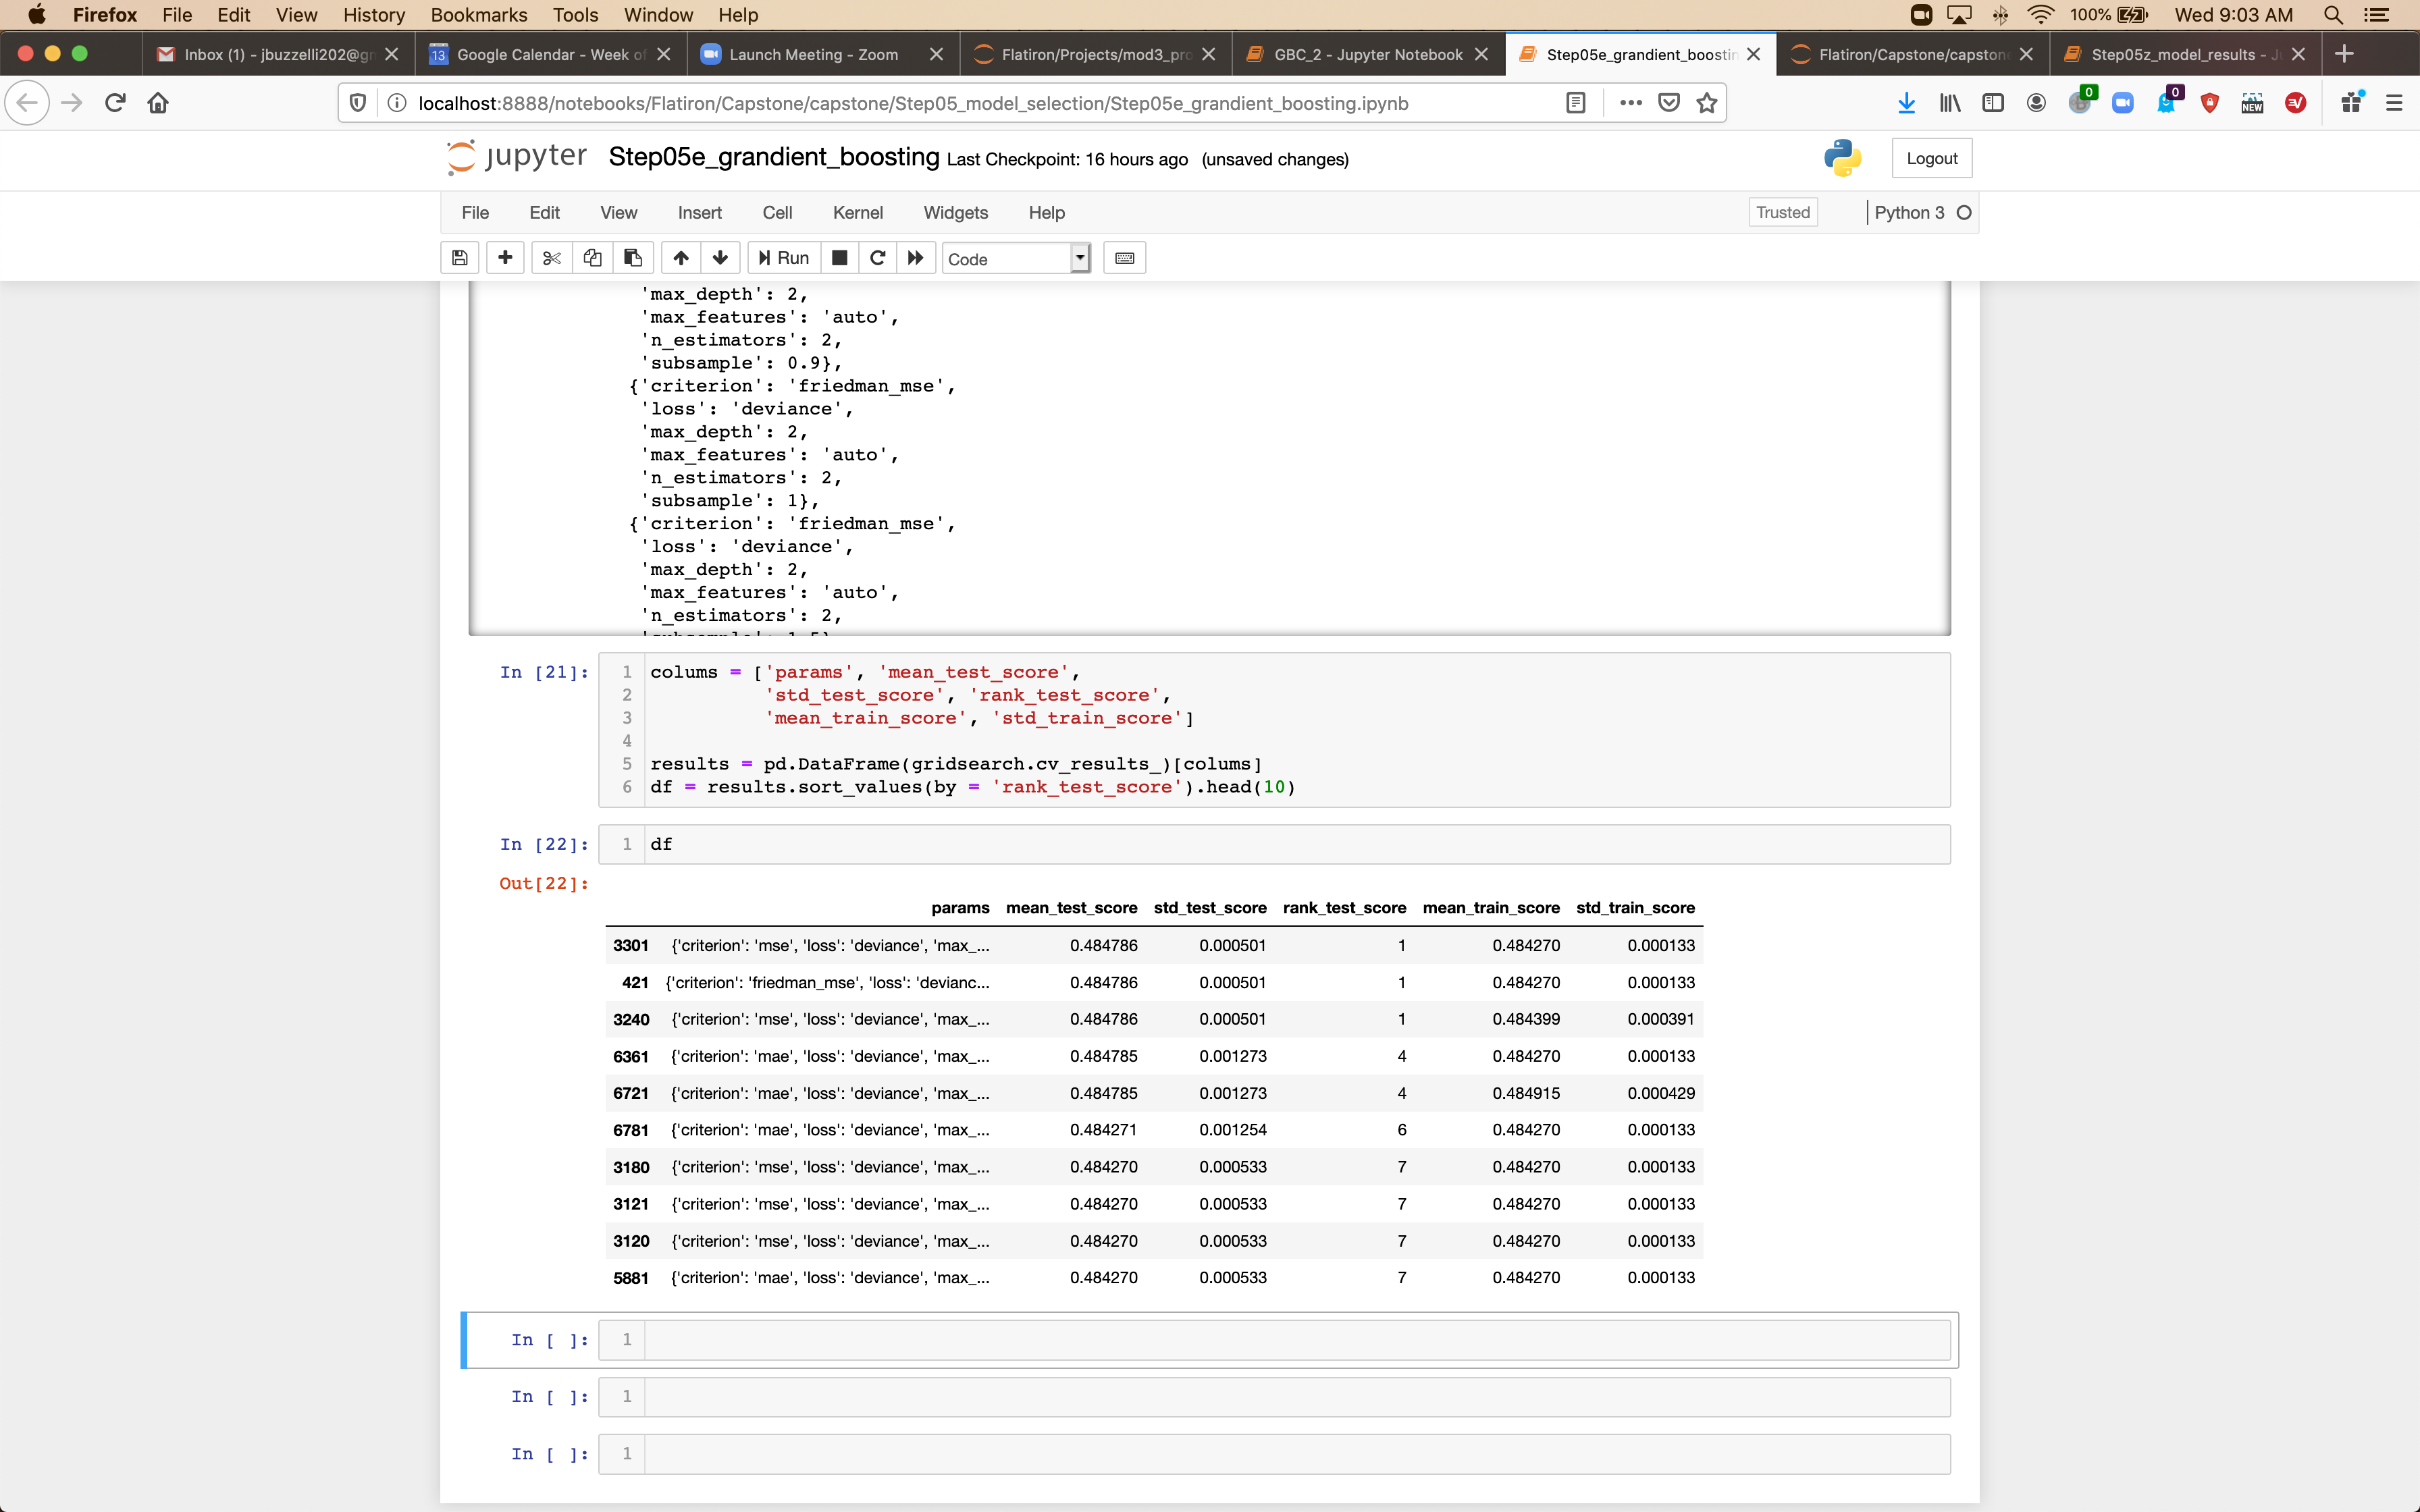 Firefox File Edit View History Bookmarks Tools Window Help 100% Wed 9:03 AM
Inbox (1) - jbuzzelli202@gm Google Calendar - Week of Launch Meeting - Zoom Flatiron/Projects/mod3_pro GBC_2 - Jupyter Notebook Step05e_grandient_boostin Flatiron/Capstone/capston Step05z_model_results - J
localhost:8888/notebooks/Flatiron/Capstone/capstone/Step05_model_selection/Step05e_grandient_boosting.ipynb 0 0 NEW
jupyter Step05e_grandient_boosting Last Checkpoint: 16 hours ago (unsaved changes) Logout
File Edit View Insert Cell Kernel Widgets Help Trusted Python 3
Run Code
'max_depth': 2,
'max_features': 'auto',
'n_estimators': 2,
'subsample': 0.9},
{'criterion': 'friedman_mse',
'loss': 'deviance',
'max_depth': 2,
'max_features': 'auto',
'n_estimators': 2,
'subsample': 1},
{'criterion': 'friedman_mse',
'loss': 'deviance',
'max_depth': 2,
'max_features': 'auto',
'n_estimators': 2,
In [21]: 1 colums = ['params', 'mean_test_score',
2 'std_test_score', 'rank_test_score',
3 'mean_train_score', 'std_train_score']
4
5 results = pd.DataFrame(gridsearch.cv_results_)[colums]
6 df = results.sort_values(by = 'rank_test_score').head(10)
In [22]: 1 df
Out[22]:
params mean_test_score std_test_score rank_test_score mean_train_score std_train_score
3301 {'criterion': 'mse', 'loss': 'deviance', 'max_... 0.484786 0.000501 1 0.484270 0.000133
421 {'criterion': 'friedman_mse', 'loss': 'devianc... 0.484786 0.000501 1 0.484270 0.000133
3240 {'criterion': 'mse', 'loss': 'deviance', 'max_... 0.484786 0.000501 1 0.484399 0.000391
6361 {'criterion': 'mae', 'loss': 'deviance', 'max_... 0.484785 0.001273 4 0.484270 0.000133
6721 {'criterion': 'mae', 'loss': 'deviance', 'max_... 0.484785 0.001273 4 0.484915 0.000429
6781 {'criterion': 'mae', 'loss': 'deviance', 'max_... 0.484271 0.001254 6 0.484270 0.000133
3180 {'criterion': 'mse', 'loss': 'deviance', 'max_... 0.484270 0.000533 7 0.484270 0.000133
3121 {'criterion': 'mse', 'loss': 'deviance', 'max_... 0.484270 0.000533 7 0.484270 0.000133
3120 {'criterion': 'mse', 'loss': 'deviance', 'max_... 0.484270 0.000533 7 0.484270 0.000133
5881 {'criterion': 'mae', 'loss': 'deviance', 'max_... 0.484270 0.000533 7 0.484270 0.000133
In [ ]: 1
In [ ]: 1
In [ ]: 1